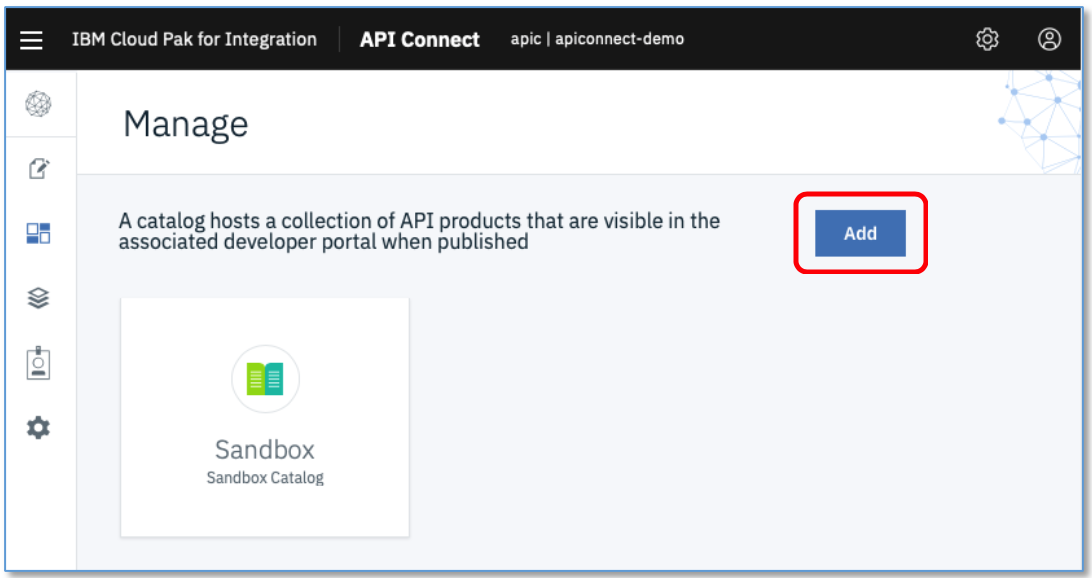 IBM Cloud Pak for Integration API Connect apic | apiconnect-demo
Manage
A catalog hosts a collection of API products that are visible in the
associated developer portal when published
Add
Sandbox
Sandbox Catalog